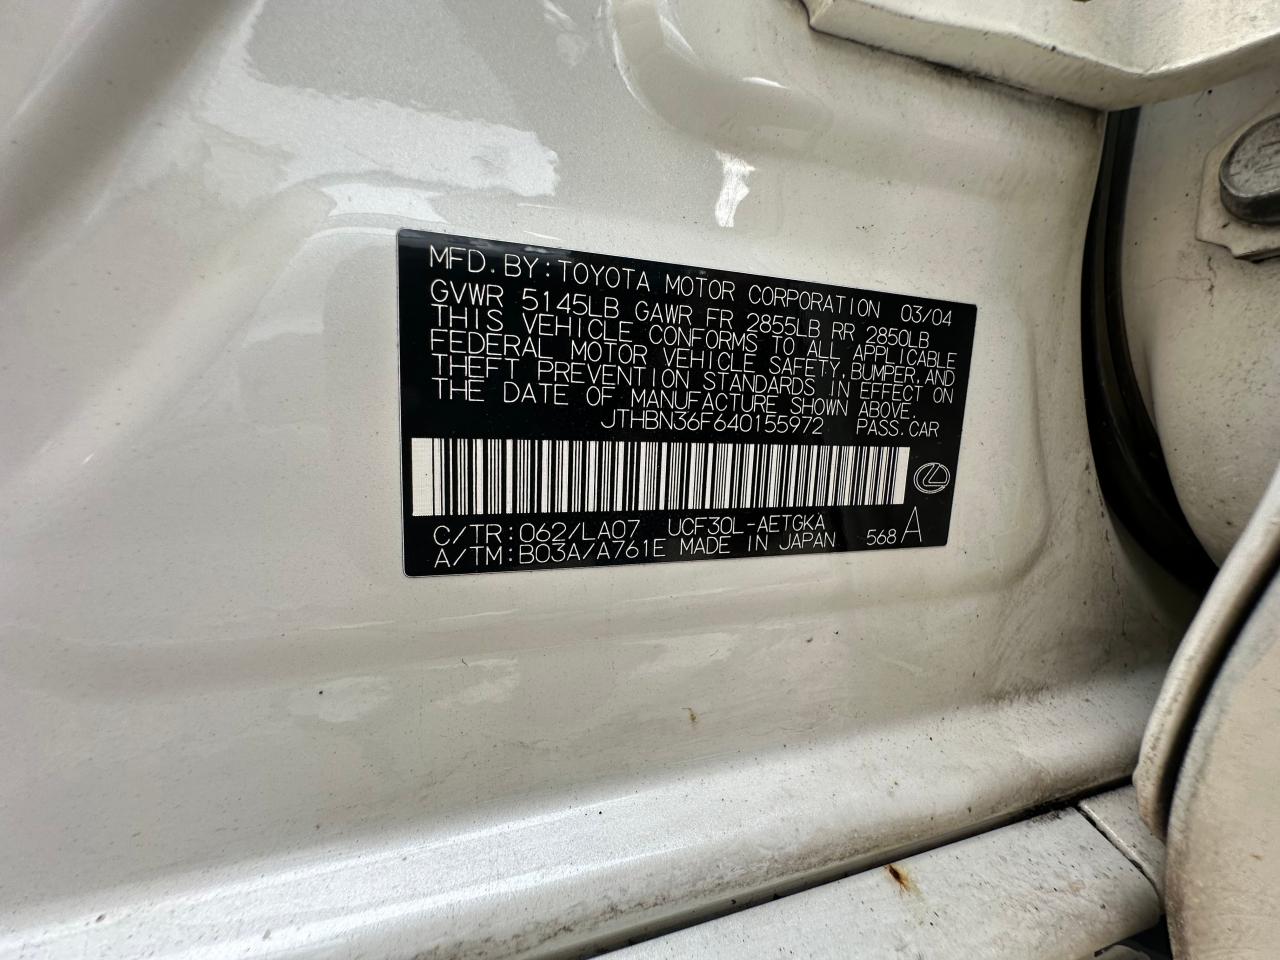 MFD.BY:TOYOTA MOTOR CORPORATION 03/04
GVWR 5145LB GAWR FR 2855LB RR 2850LB
THIS VEHICLE CONFORMS TO ALL APPLICABLE
FEDERAL MOTOR VEHICLE SAFETY,BUMPER,AND
THEFT PREVENTION STANDARDS IN EFFECT ON
THE DATE OF MANUFACTURE SHOWN ABOVE.
JTHBN36F640155972 PASS.CAR
C/TR:062/LA07 UCF30L-AETGKA
A/TM:B03A/A761E MADE IN JAPAN 568 A